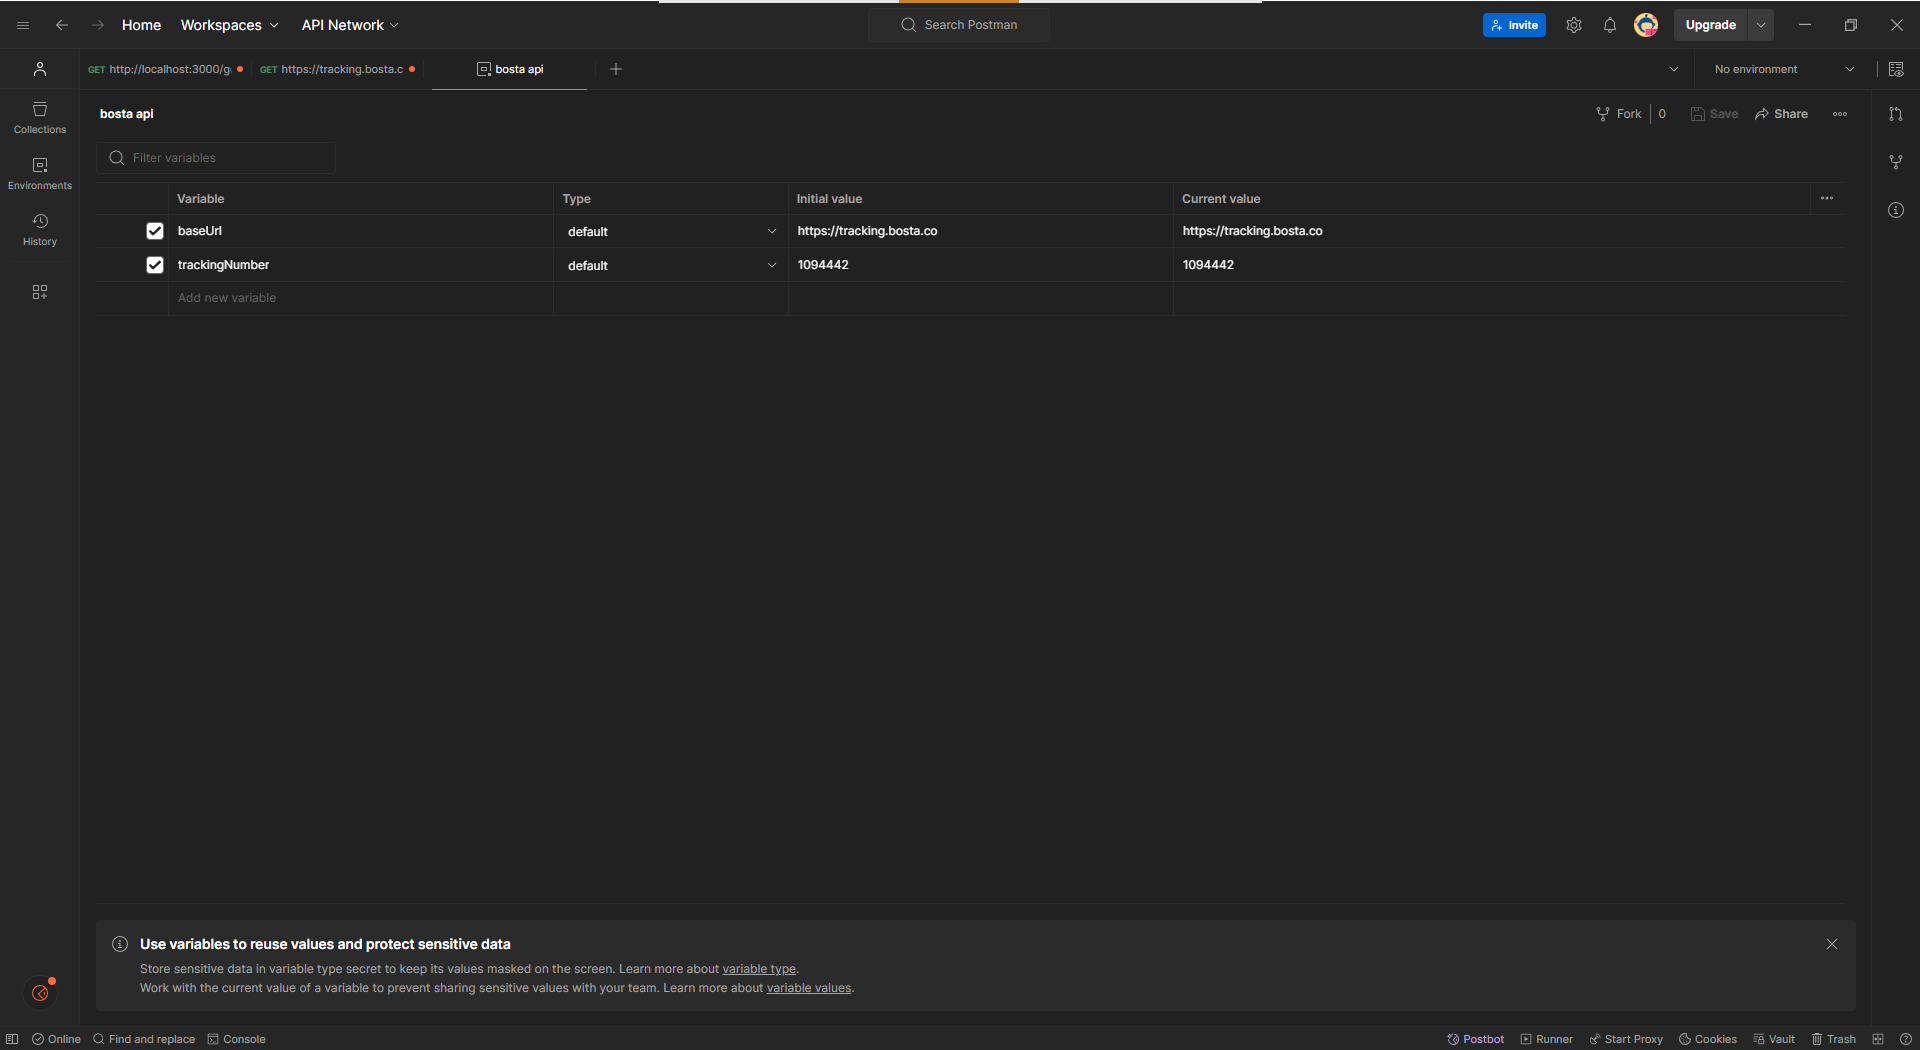 Home Workspaces API Network Search Postman Invite Upgrade
GET http://localhost:3000/g GET https://tracking.bosta.c bosta api No environment
bosta api Fork 0 Save Share
Collections
Environments
History
Filter variables
Variable Type Initial value Current value
baseUrl default https://tracking.bosta.co https://tracking.bosta.co
trackingNumber default 1094442 1094442
Add new variable
Use variables to reuse values and protect sensitive data
Store sensitive data in variable type secret to keep its values masked on the screen. Learn more about variable type.
Work with the current value of a variable to prevent sharing sensitive values with your team. Learn more about variable values.
Online Find and replace Console Postbot Runner Start Proxy Cookies Vault Trash